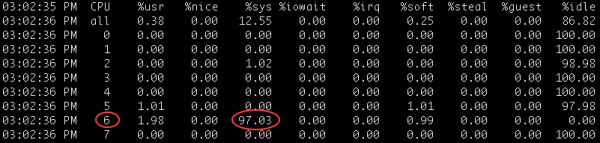 03:02:35 PM CPU %usr %nice %sys %iowait %irq %soft %steal %guest %idle
03:02:36 PM all 0.38 0.00 12.55 0.00 0.00 0.25 0.00 0.00 86.82
03:02:36 PM 0 0.00 0.00 0.00 0.00 0.00 0.00 0.00 0.00 100.00
03:02:36 PM 1 0.00 0.00 0.00 0.00 0.00 0.00 0.00 0.00 100.00
03:02:36 PM 2 0.00 0.00 1.02 0.00 0.00 0.00 0.00 0.00 98.98
03:02:36 PM 3 0.00 0.00 0.00 0.00 0.00 0.00 0.00 0.00 100.00
03:02:36 PM 4 0.00 0.00 0.00 0.00 0.00 0.00 0.00 0.00 100.00
03:02:36 PM 5 1.01 0.00 0.00 0.00 0.00 1.01 0.00 0.00 97.98
03:02:36 PM 6 1.98 0.00 97.03 0.00 0.00 0.99 0.00 0.00 0.00
03:02:36 PM 7 0.00 0.00 0.00 0.00 0.00 0.00 0.00 0.00 100.00